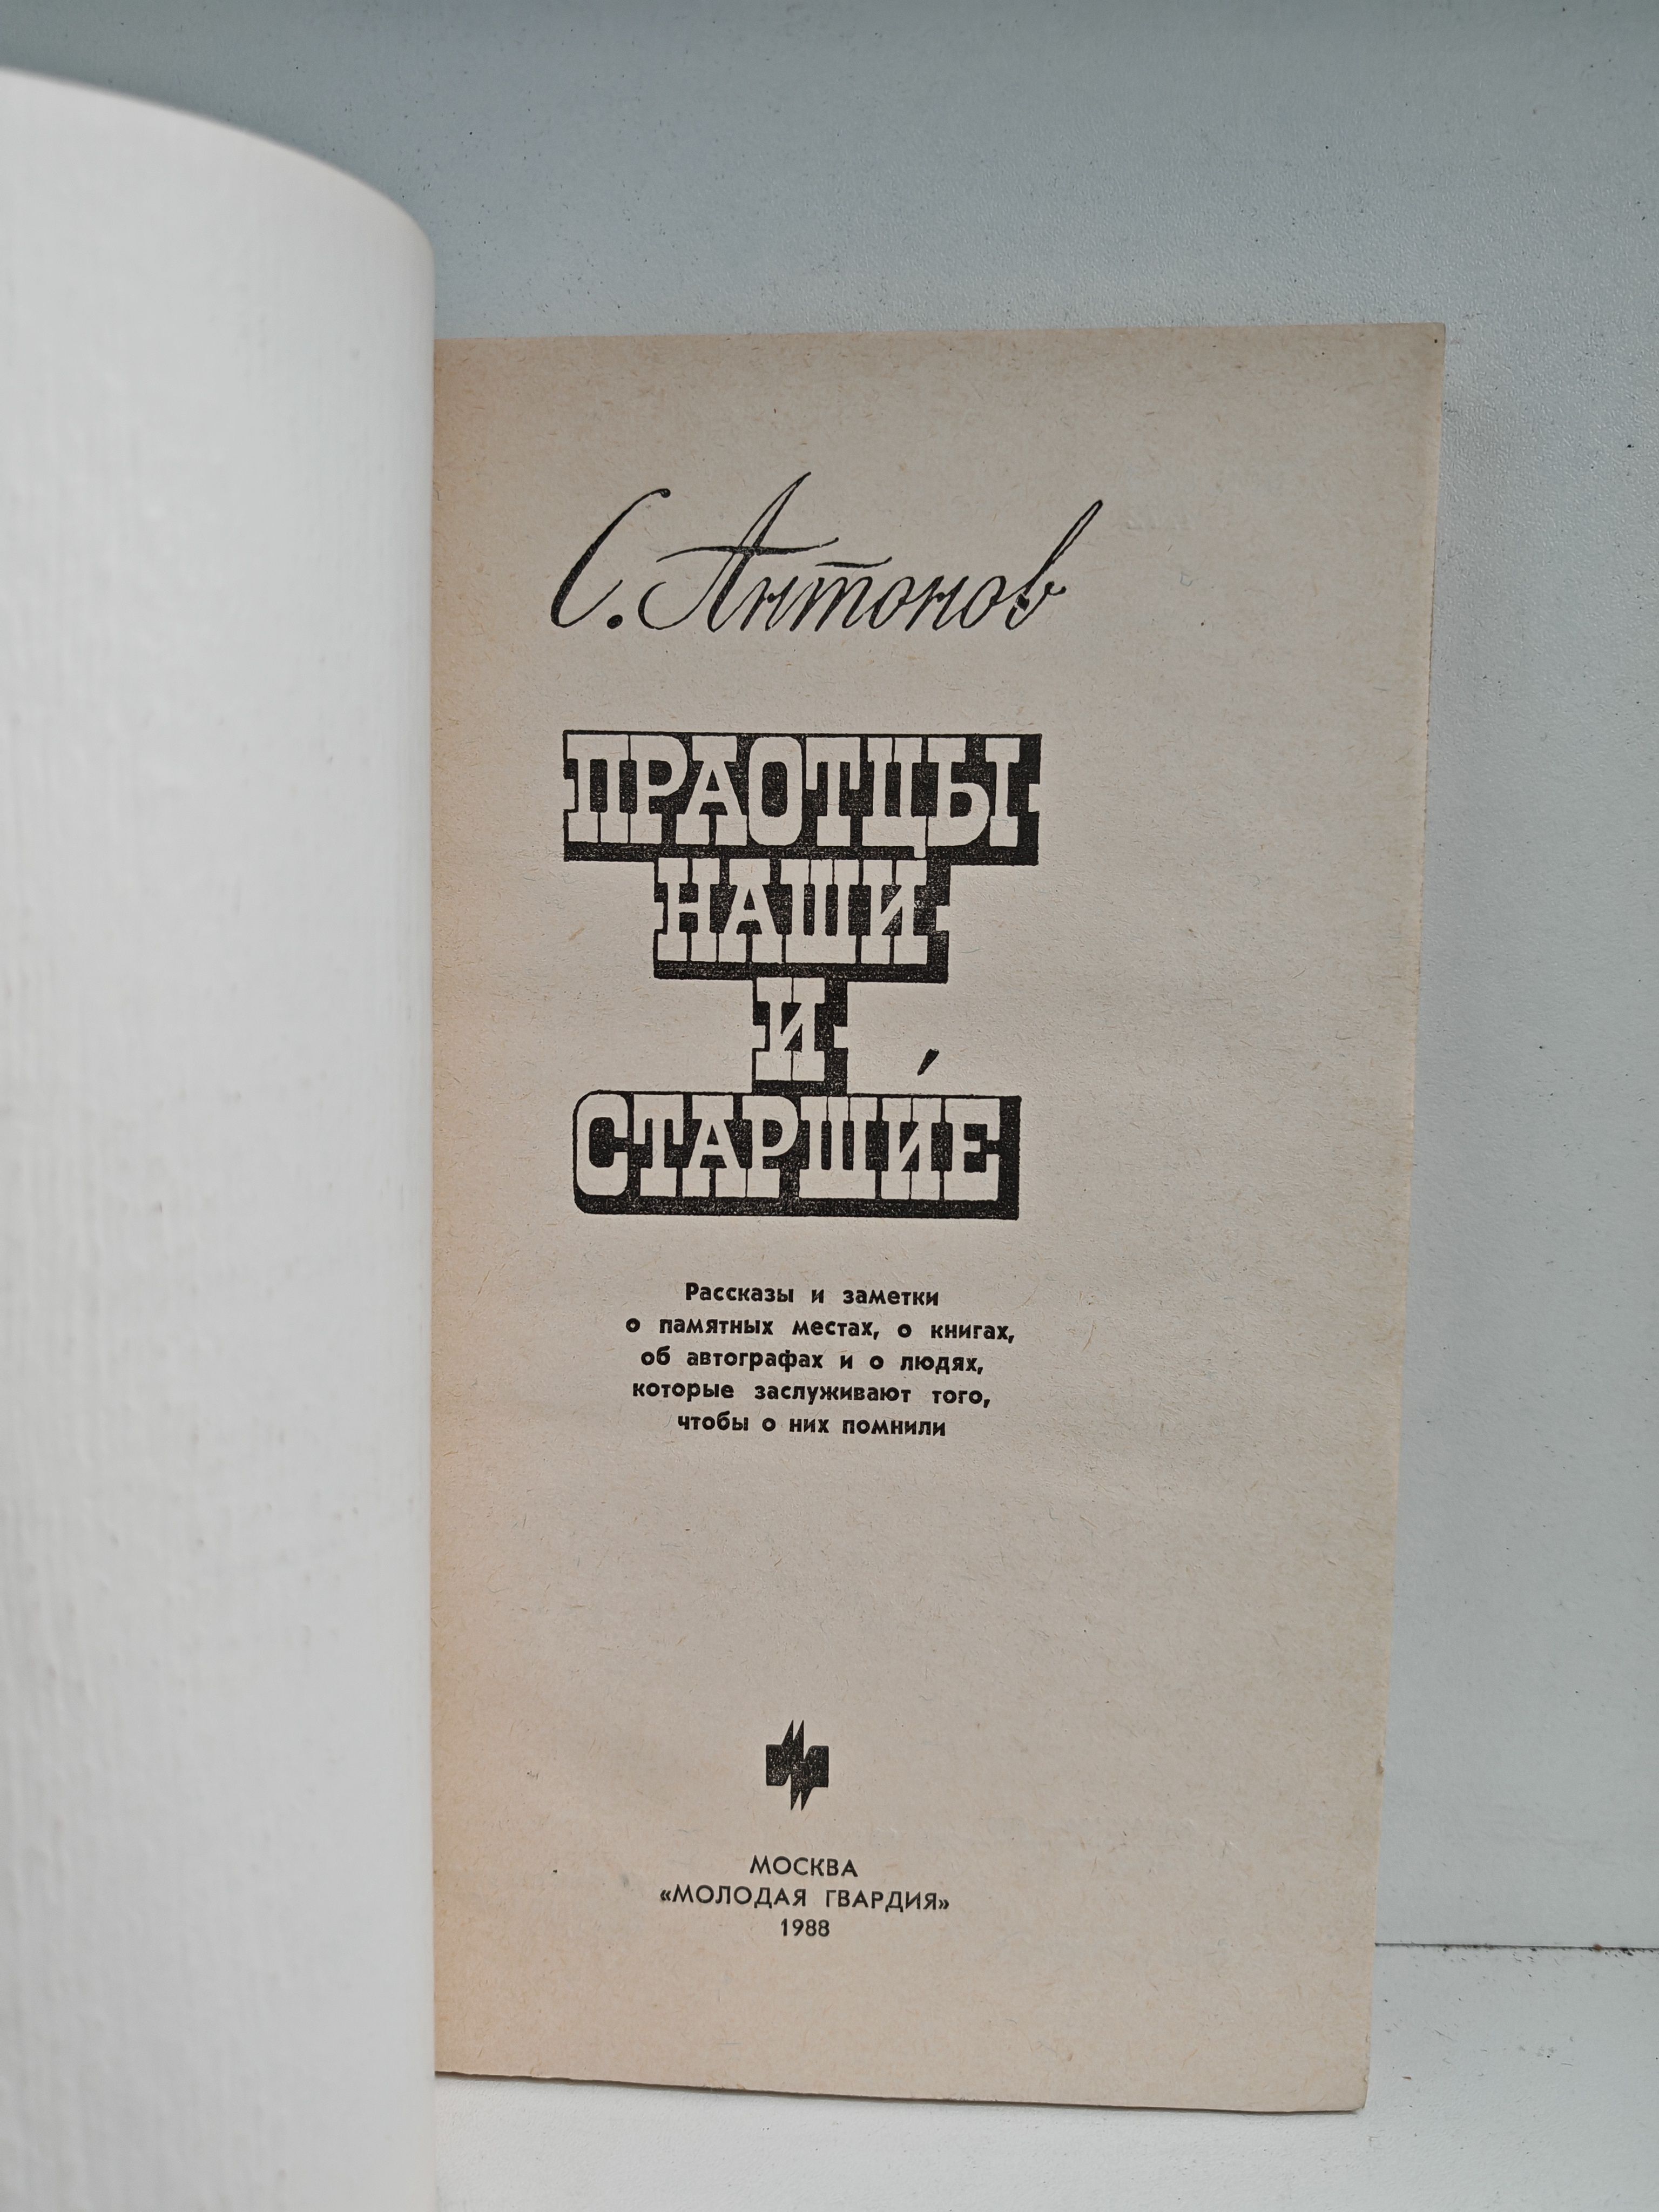 С. Антонов
ПРАОТЦЫ
НАШИ
И
СТАРШИ́Е
Рассказы и заметки
о памятных местах, о книгах,
об автографах и о людях,
которые заслуживают того,
чтобы о них помнили
МОСКВА
«МОЛОДАЯ ГВАРДИЯ»
1988